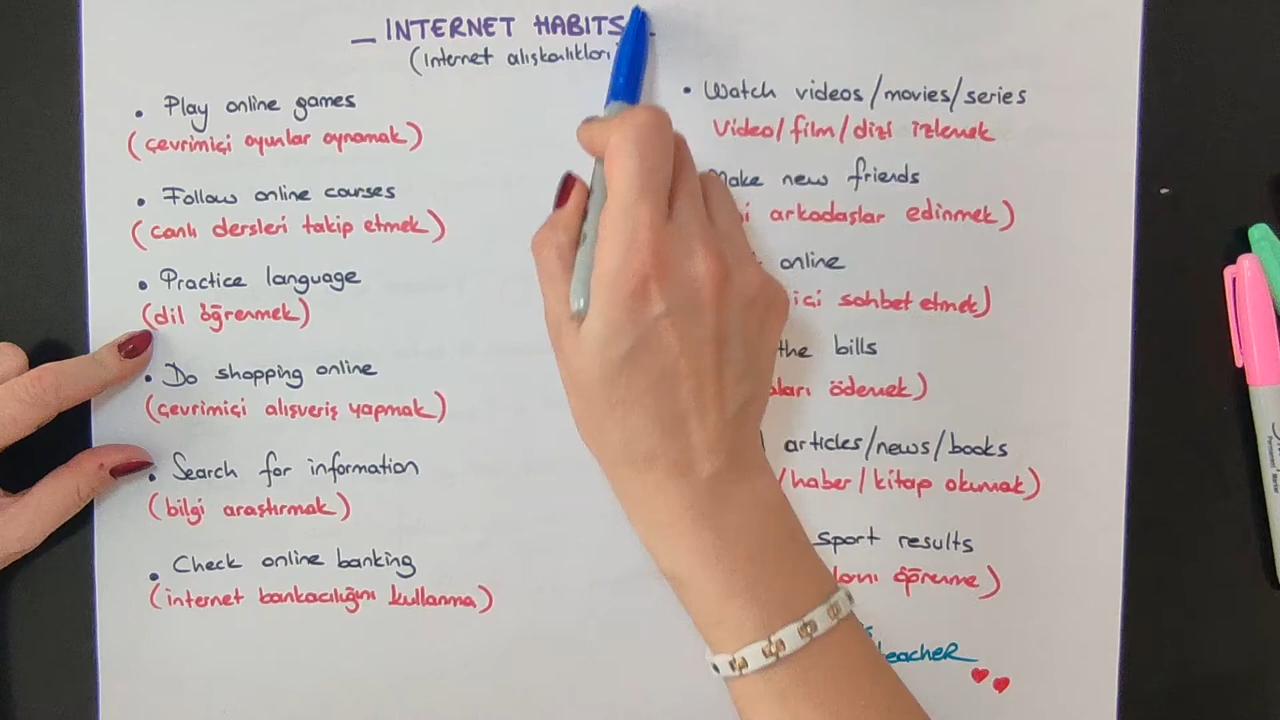 _ INTERNET HABITS
(Internet alışkanlıkları
• Play online games
(çevrimiçi oyunlar oynamak)
• Follow online courses
(canlı dersleri takip etmek)
• Practice language
(dil öğrenmek)
• Do shopping online
(çevrimiçi alışveriş yapmak)
• Search for information
(bilgi araştırmak)
• Check online banking
(internet bankacılığını kullanma)
• Watch videos/movies/series
Video/film/dizi izlemek
Make new friends
arkadaşlar edinmek)
online
içi sohbet etmek)
the bills
ödemek)
articles/news/books
/haber/kitap okumak)
sport results
öğrenme)
teacher